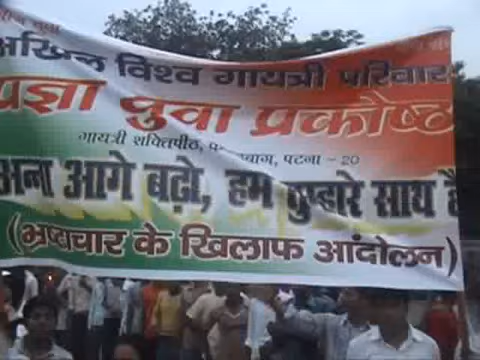 अखिल विश्व गायत्री परिवार
प्रज्ञा युवा प्रकोष्ठ
गायत्री शक्तिपीठ, पटना - 20
अन्ना आगे बढ़ो, हम तुम्हारे साथ है
(भ्रष्टाचार के खिलाफ आंदोलन)